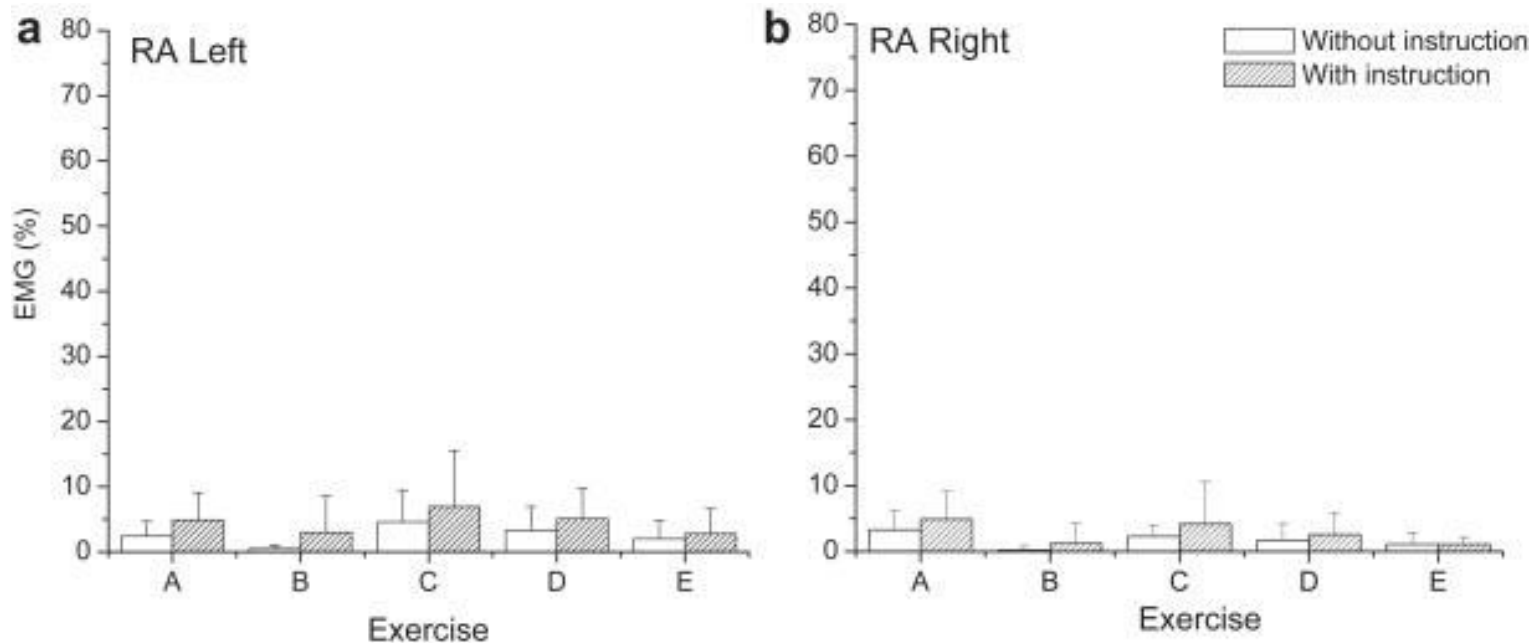 a
RA Left
80
70
60
50
40
30
20
10
0
EMG (%)
A B C D E
Exercise
b
RA Right
Without instruction
With instruction
80
70
60
50
40
30
20
10
0
A B C D E
Exercise